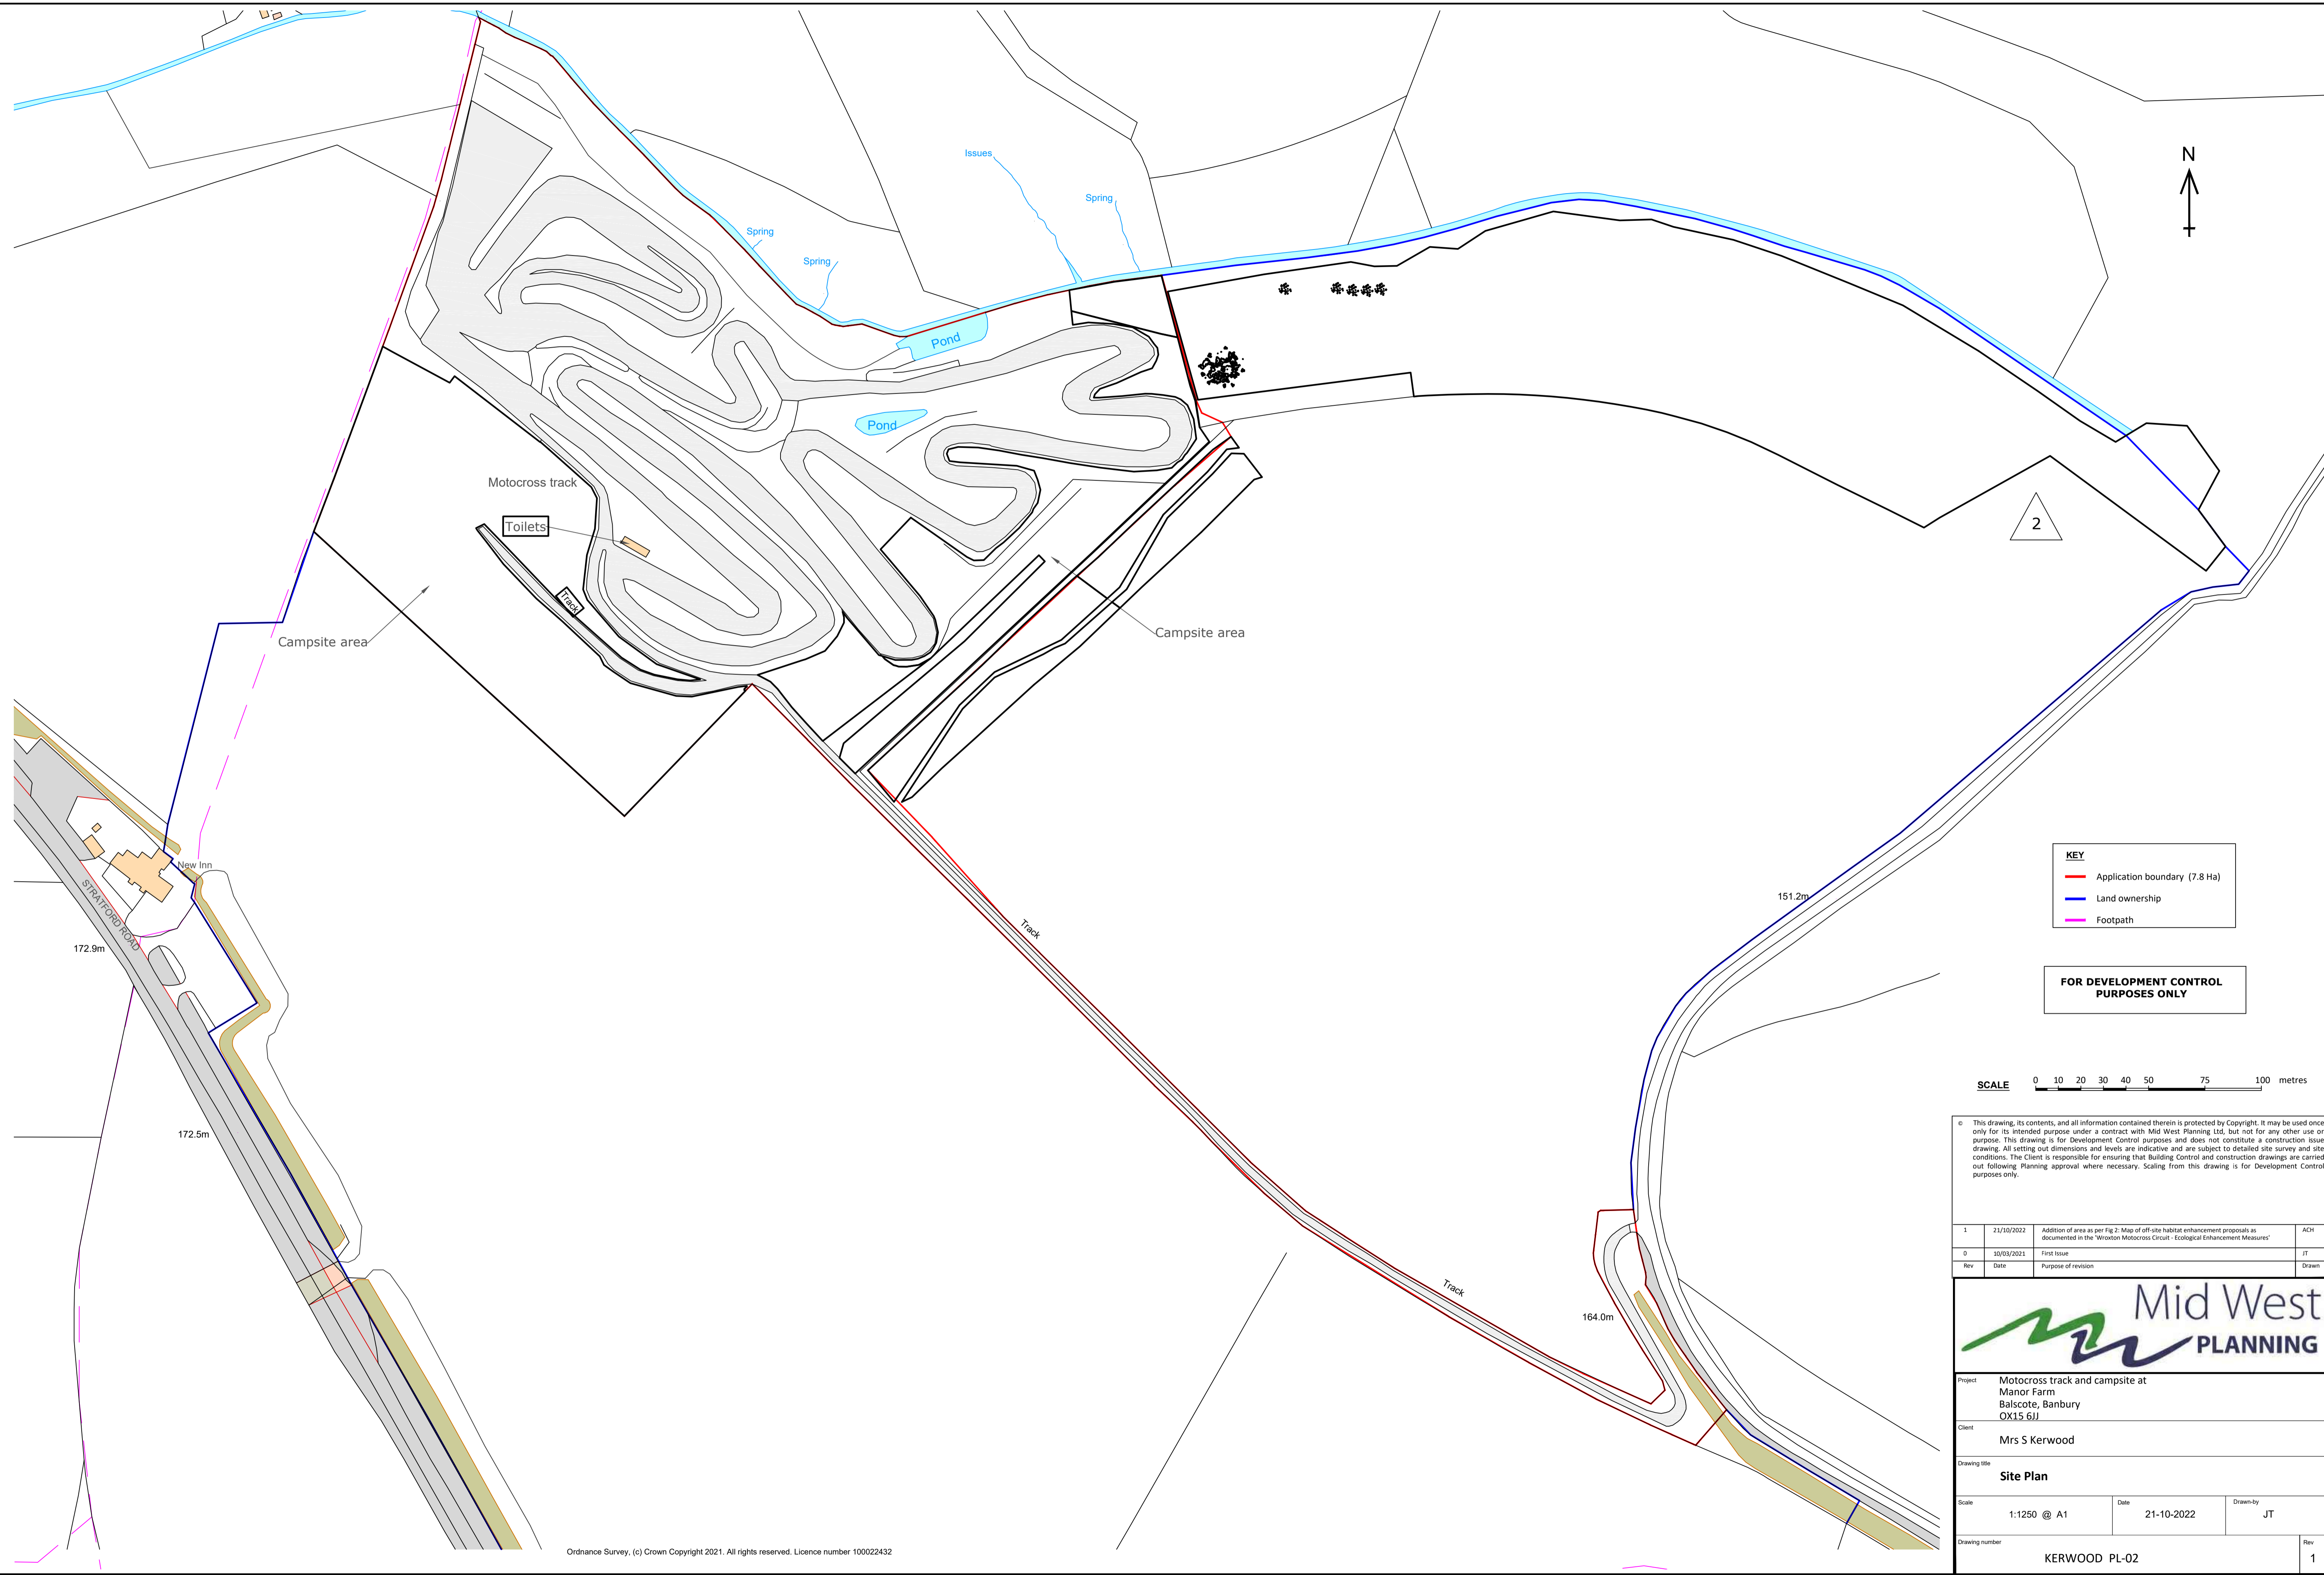 Issues
Spring
N
Spring
Spring
Pond
Pond
Motocross track
Toilets
2
Track
Campsite area
Campsite area
New Inn
STRATFORD ROAD
172.9m
172.5m
151.2m
Track
Track
164.0m
KEY
Application boundary (7.8 Ha)
Land ownership
Footpath
FOR DEVELOPMENT CONTROL
PURPOSES ONLY
SCALE 0 10 20 30 40 50 75 100 metres
© This drawing, its contents, and all information contained therein is protected by Copyright. It may be used once
only for its intended purpose under a contract with Mid West Planning Ltd, but not for any other use or
purpose. This drawing is for Development Control purposes and does not constitute a construction issue
drawing. All setting out dimensions and levels are indicative and are subject to detailed site survey and site
conditions. The Client is responsible for ensuring that Building Control and construction drawings are carried
out following Planning approval where necessary. Scaling from this drawing is for Development Control
purposes only.
1 21/10/2022 Addition of area as per Fig 2: Map of off-site habitat enhancement proposals as ACH
documented in the 'Wroxton Motocross Circuit - Ecological Enhancement Measures'
0 10/03/2021 First Issue JT
Rev Date Purpose of revision Drawn
Mid West
PLANNING
Project Motocross track and campsite at
Manor Farm
Balscote, Banbury
OX15 6JJ
Client
Mrs S Kerwood
Drawing title
Site Plan
Scale Date Drawn-by
1:1250 @ A1 21-10-2022 JT
Drawing number Rev
KERWOOD PL-02 1
Ordnance Survey, (c) Crown Copyright 2021. All rights reserved. Licence number 100022432